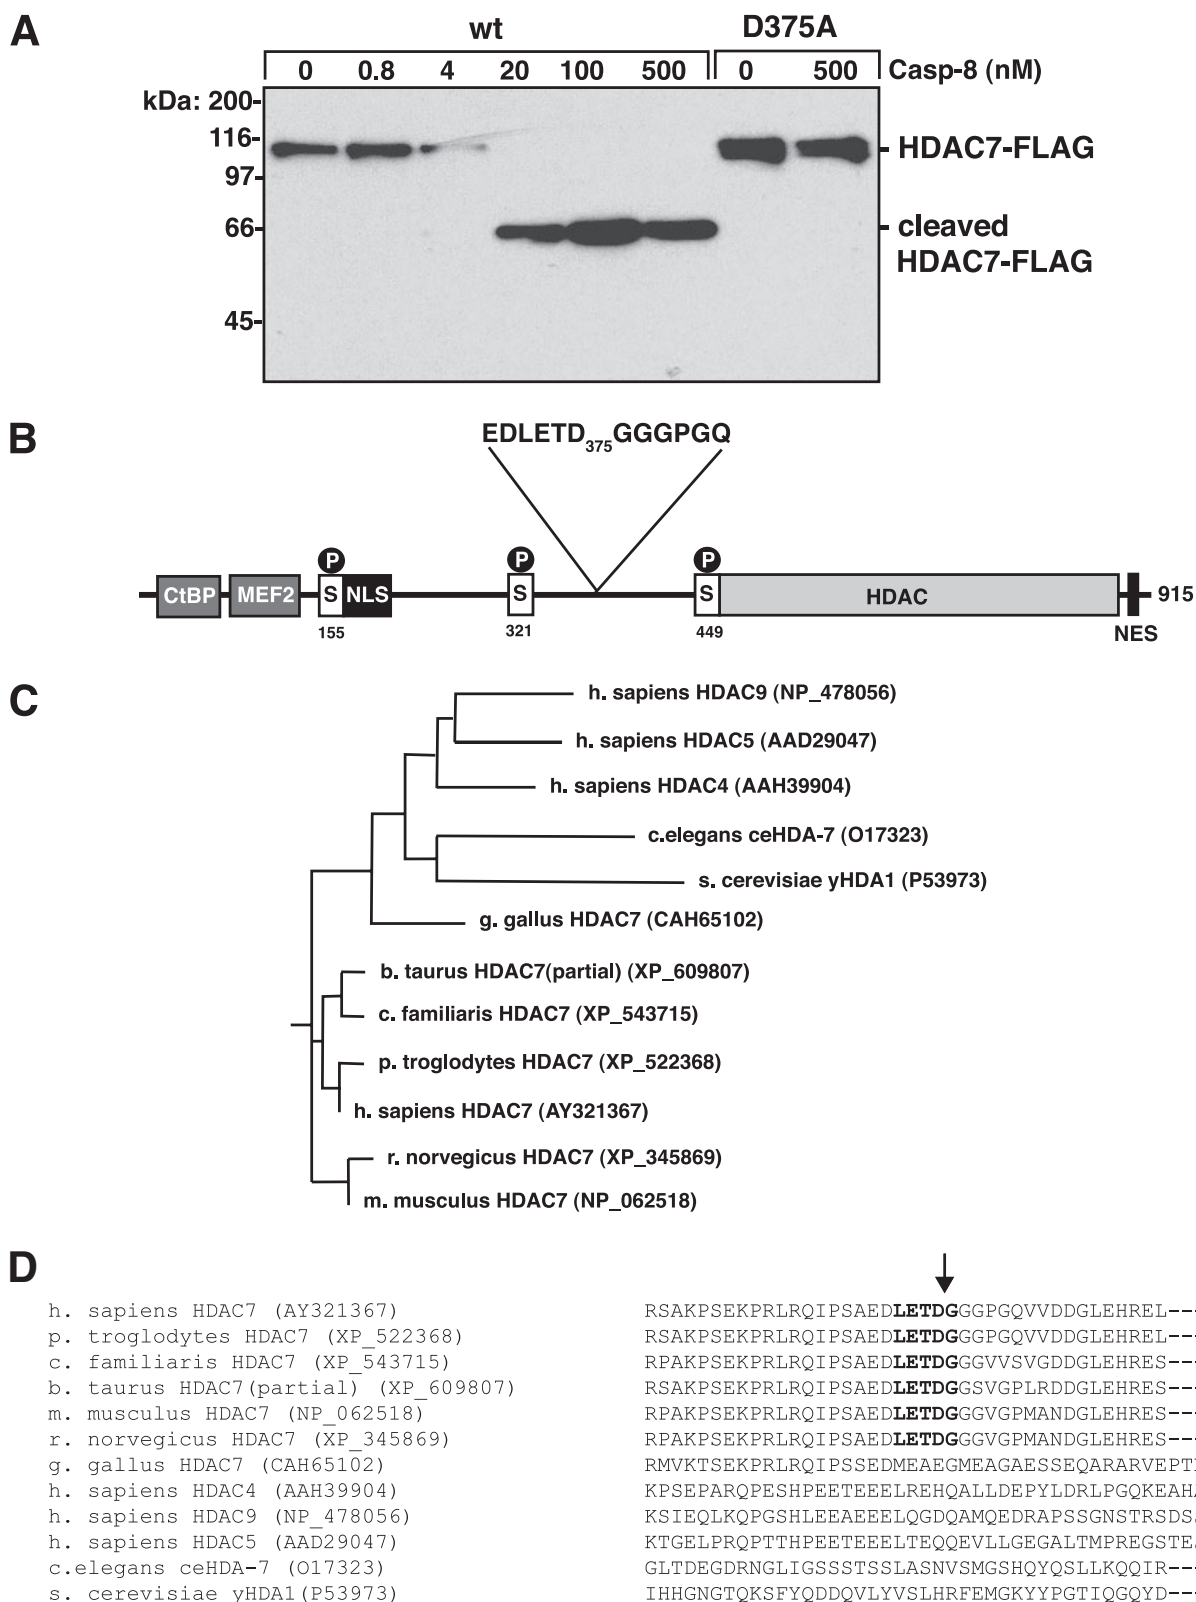 A
wt D375A
0 0.8 4 20 100 500 0 500 Casp-8 (nM)
kDa: 200-
116-
97-
66-
45-
HDAC7-FLAG
cleaved
HDAC7-FLAG
B
EDLETD375GGGPGQ
P P P
CtBP MEF2 S NLS S S HDAC 915
155 321 449 NES
C
h. sapiens HDAC9 (NP_478056)
h. sapiens HDAC5 (AAD29047)
h. sapiens HDAC4 (AAH39904)
c.elegans ceHDA-7 (O17323)
s. cerevisiae yHDA1 (P53973)
g. gallus HDAC7 (CAH65102)
b. taurus HDAC7(partial) (XP_609807)
c. familiaris HDAC7 (XP_543715)
p. troglodytes HDAC7 (XP_522368)
h. sapiens HDAC7 (AY321367)
r. norvegicus HDAC7 (XP_345869)
m. musculus HDAC7 (NP_062518)
D
h. sapiens HDAC7 (AY321367) RSAKPSEKPRLRQIPSAEDLETDGGGPGQVVDDGLEHREL---
p. troglodytes HDAC7 (XP_522368) RSAKPSEKPRLRQIPSAEDLETDGGGPGQVVDDGLEHREL---
c. familiaris HDAC7 (XP_543715) RPAKPSEKPRLRQIPSAEDLETDGGGVVSVGDDGLEHRES---
b. taurus HDAC7(partial) (XP_609807) RSAKPSEKPRLRQIPSAEDLETDGGSVGPLRDDGLEHRES---
m. musculus HDAC7 (NP_062518) RPAKPSEKPRLRQIPSAEDLETDGGGVGPMANDGLEHRES---
r. norvegicus HDAC7 (XP_345869) RPAKPSEKPRLRQIPSAEDLETDGGGVGPMANDGLEHRES---
g. gallus HDAC7 (CAH65102) RMVKTSEKPRLRQIPSSEDMEAEGMEAGAESSEQARARVEPT
h. sapiens HDAC4 (AAH39904) KPSEPARQPESHPEETEEELREHQALLDEPYLDRLPGQKEAH
h. sapiens HDAC9 (NP_478056) KSIEQLKQPGSHLEEAEEELQGDQAMQEDRAPSSGNSTRSDS
h. sapiens HDAC5 (AAD29047) KTGELPRQPTTHPEETEEELTEQQEVLLGEGALTMPREGSTE
c.elegans ceHDA-7 (O17323) GLTDEGDRNGLIGSSSTSSLASNVSMGSHQYQSLLKQQIR---
s. cerevisiae yHDA1(P53973) IHHGNGTQKSFYQDDQVLYVSLHRFEMGKYYPGTIQGQYD---